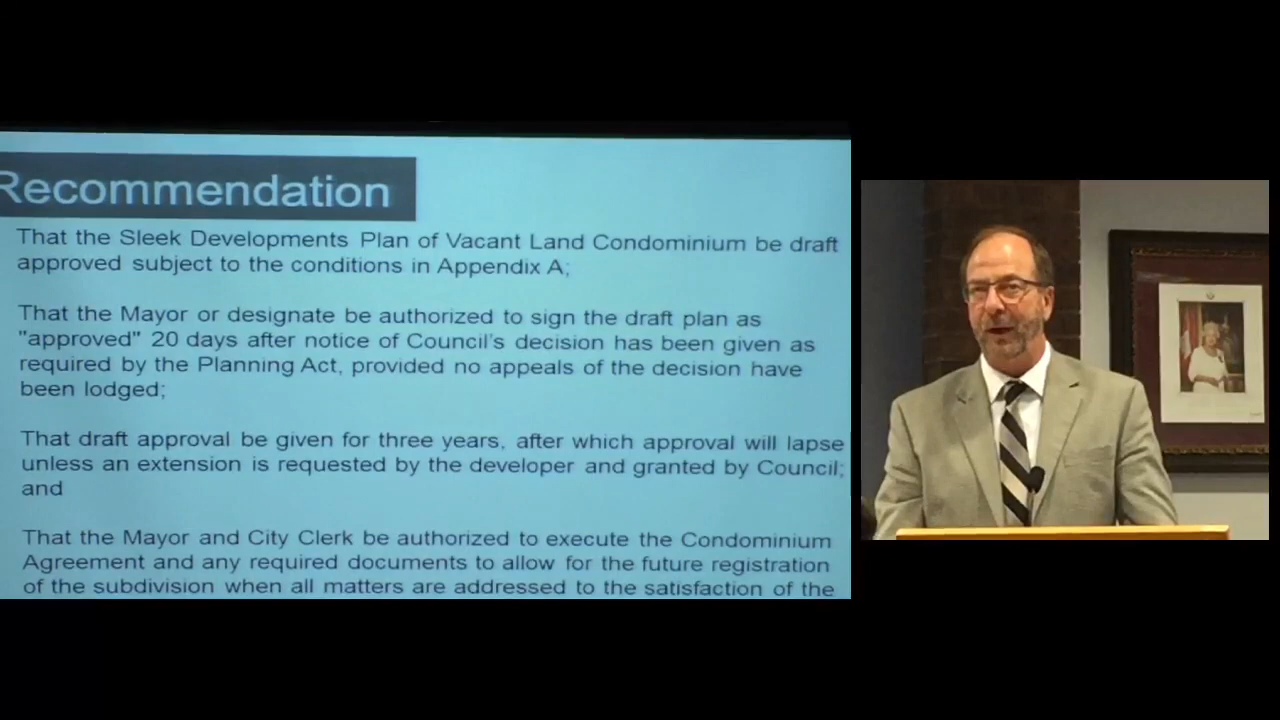 Recommendation
That the Sleek Developments Plan of Vacant Land Condominium be draft
approved subject to the conditions in Appendix A;
That the Mayor or designate be authorized to sign the draft plan as
"approved" 20 days after notice of Council's decision has been given as
required by the Planning Act, provided no appeals of the decision have
been lodged;
That draft approval be given for three years, after which approval will lapse
unless an extension is requested by the developer and granted by Council;
and
That the Mayor and City Clerk be authorized to execute the Condominium
Agreement and any required documents to allow for the future registration
of the subdivision when all matters are addressed to the satisfaction of the